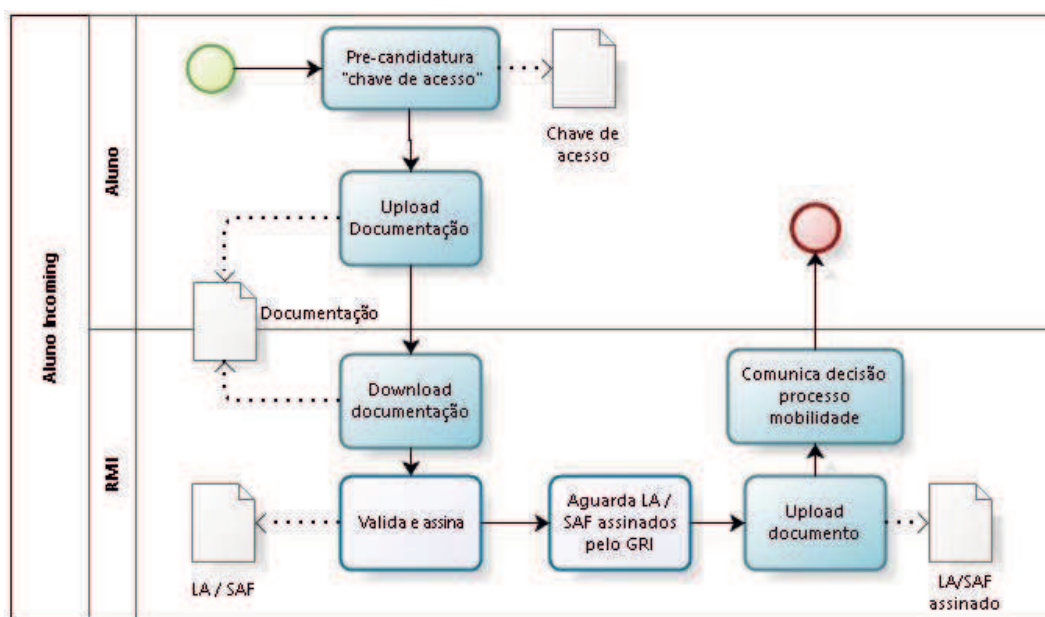 Aluno Incoming
Aluno
Pre-candidatura
"chave de acesso"
Chave de
acesso
Upload
Documentação
Documentação
RMI
Download
documentação
Comunica decisão
processo
mobilidade
Valida e assina
Aguarda LA /
SAF assinados
pelo GRI
Upload
documento
LA / SAF
LA/SAF
assinado